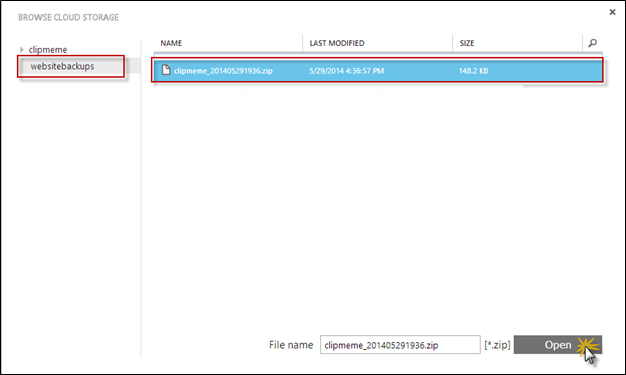 BROWSE CLOUD STORAGE
clipmeme
websitebackups
NAME LAST MODIFIED SIZE
clipmeme_201405291936.zip 5/29/2014 4:36:57 PM 148.2 KB
File name clipmeme_201405291936.zip [*.zip] Open